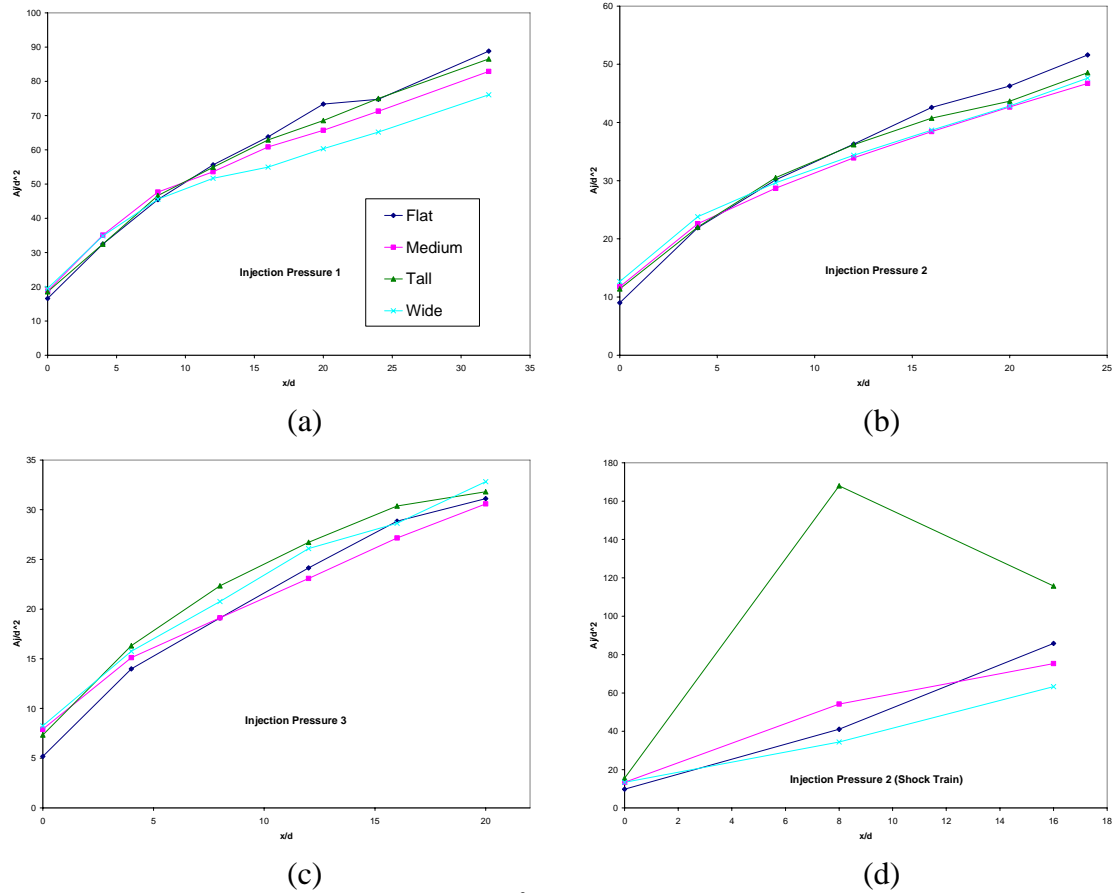 100
90
80
70
60
50
40
30
20
10
0
Aj/d^2
0 5 10 15 20 25 30 35
x/d
Injection Pressure 1
Flat
Medium
Tall
Wide
(a)
60
50
40
30
20
10
0
Aj/d^2
0 5 10 15 20 25
x/d
Injection Pressure 2
(b)
35
30
25
20
15
10
5
0
Aj/d^2
0 5 10 15 20
x/d
Injection Pressure 3
(c)
180
160
140
120
100
80
60
40
20
0
Aj/d^2
0 2 4 6 8 10 12 14 16 18
x/d
Injection Pressure 2 (Shock Train)
(d)